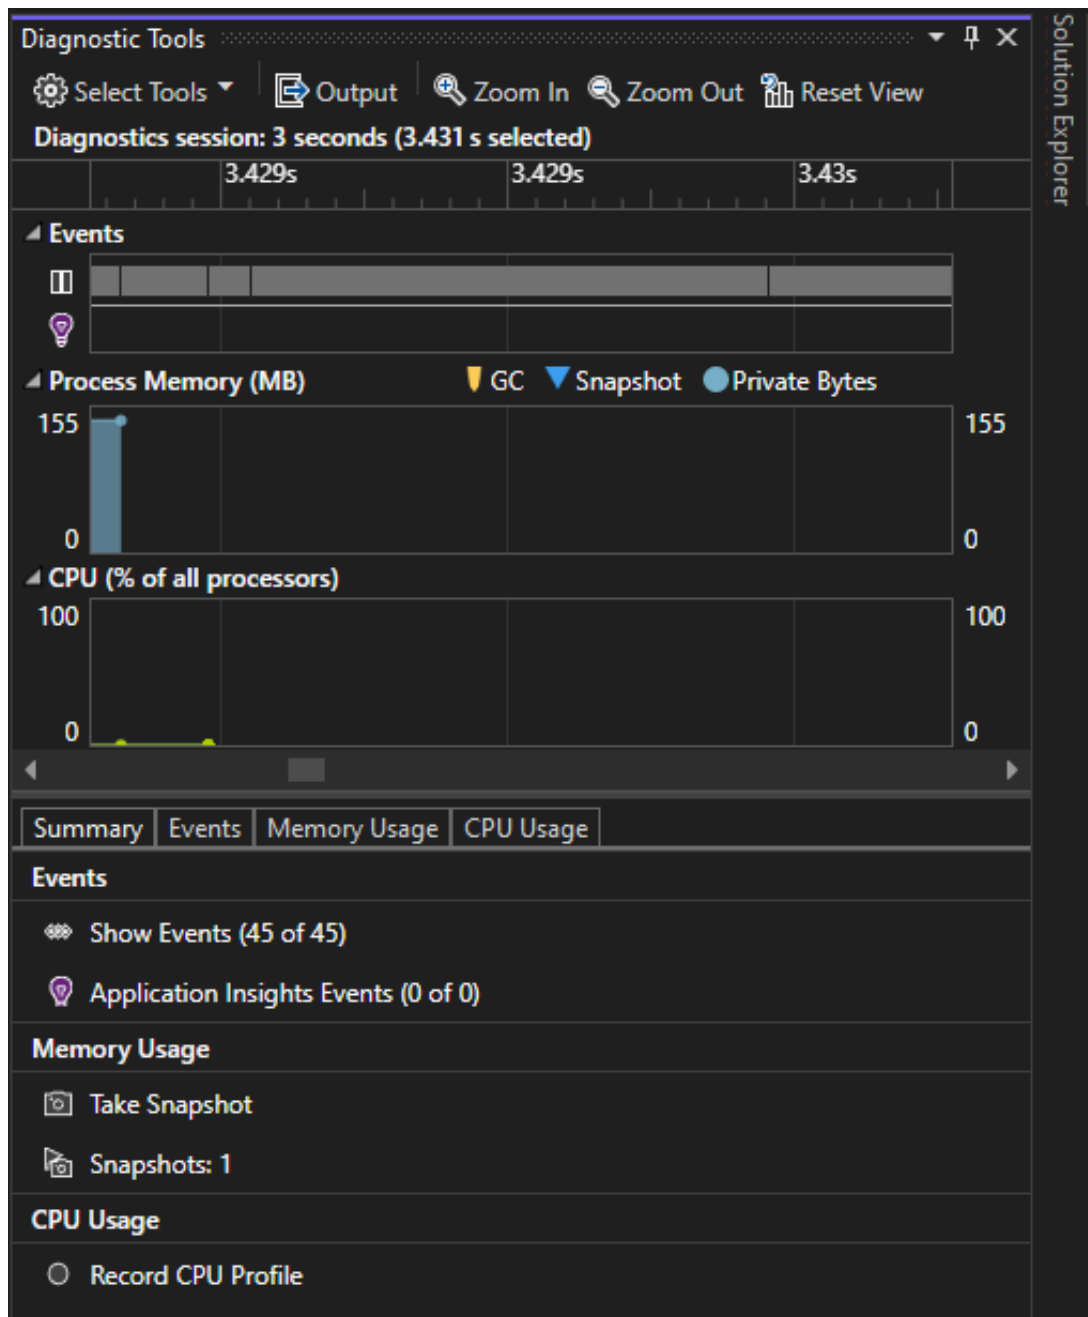 Diagnostic Tools
Select Tools Output Zoom In Zoom Out Reset View
Diagnostics session: 3 seconds (3.431 s selected)
3.429s 3.429s 3.43s
Events
Process Memory (MB) GC Snapshot Private Bytes
155 155
0 0
CPU (% of all processors)
100 100
0 0
Summary Events Memory Usage CPU Usage
Events
Show Events (45 of 45)
Application Insights Events (0 of 0)
Memory Usage
Take Snapshot
Snapshots: 1
CPU Usage
Record CPU Profile
Solution Explorer